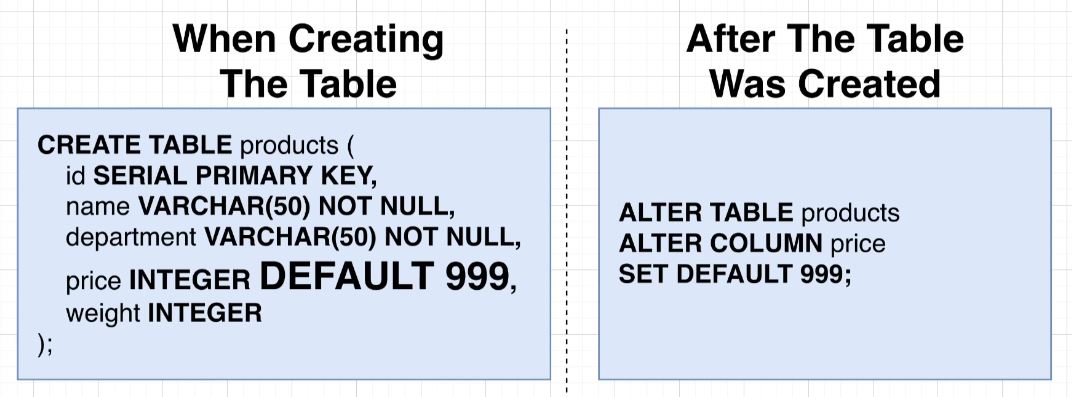 When Creating
The Table
CREATE TABLE products (
id SERIAL PRIMARY KEY,
name VARCHAR(50) NOT NULL,
department VARCHAR(50) NOT NULL,
price INTEGER DEFAULT 999,
weight INTEGER
);
After The Table
Was Created
ALTER TABLE products
ALTER COLUMN price
SET DEFAULT 999;